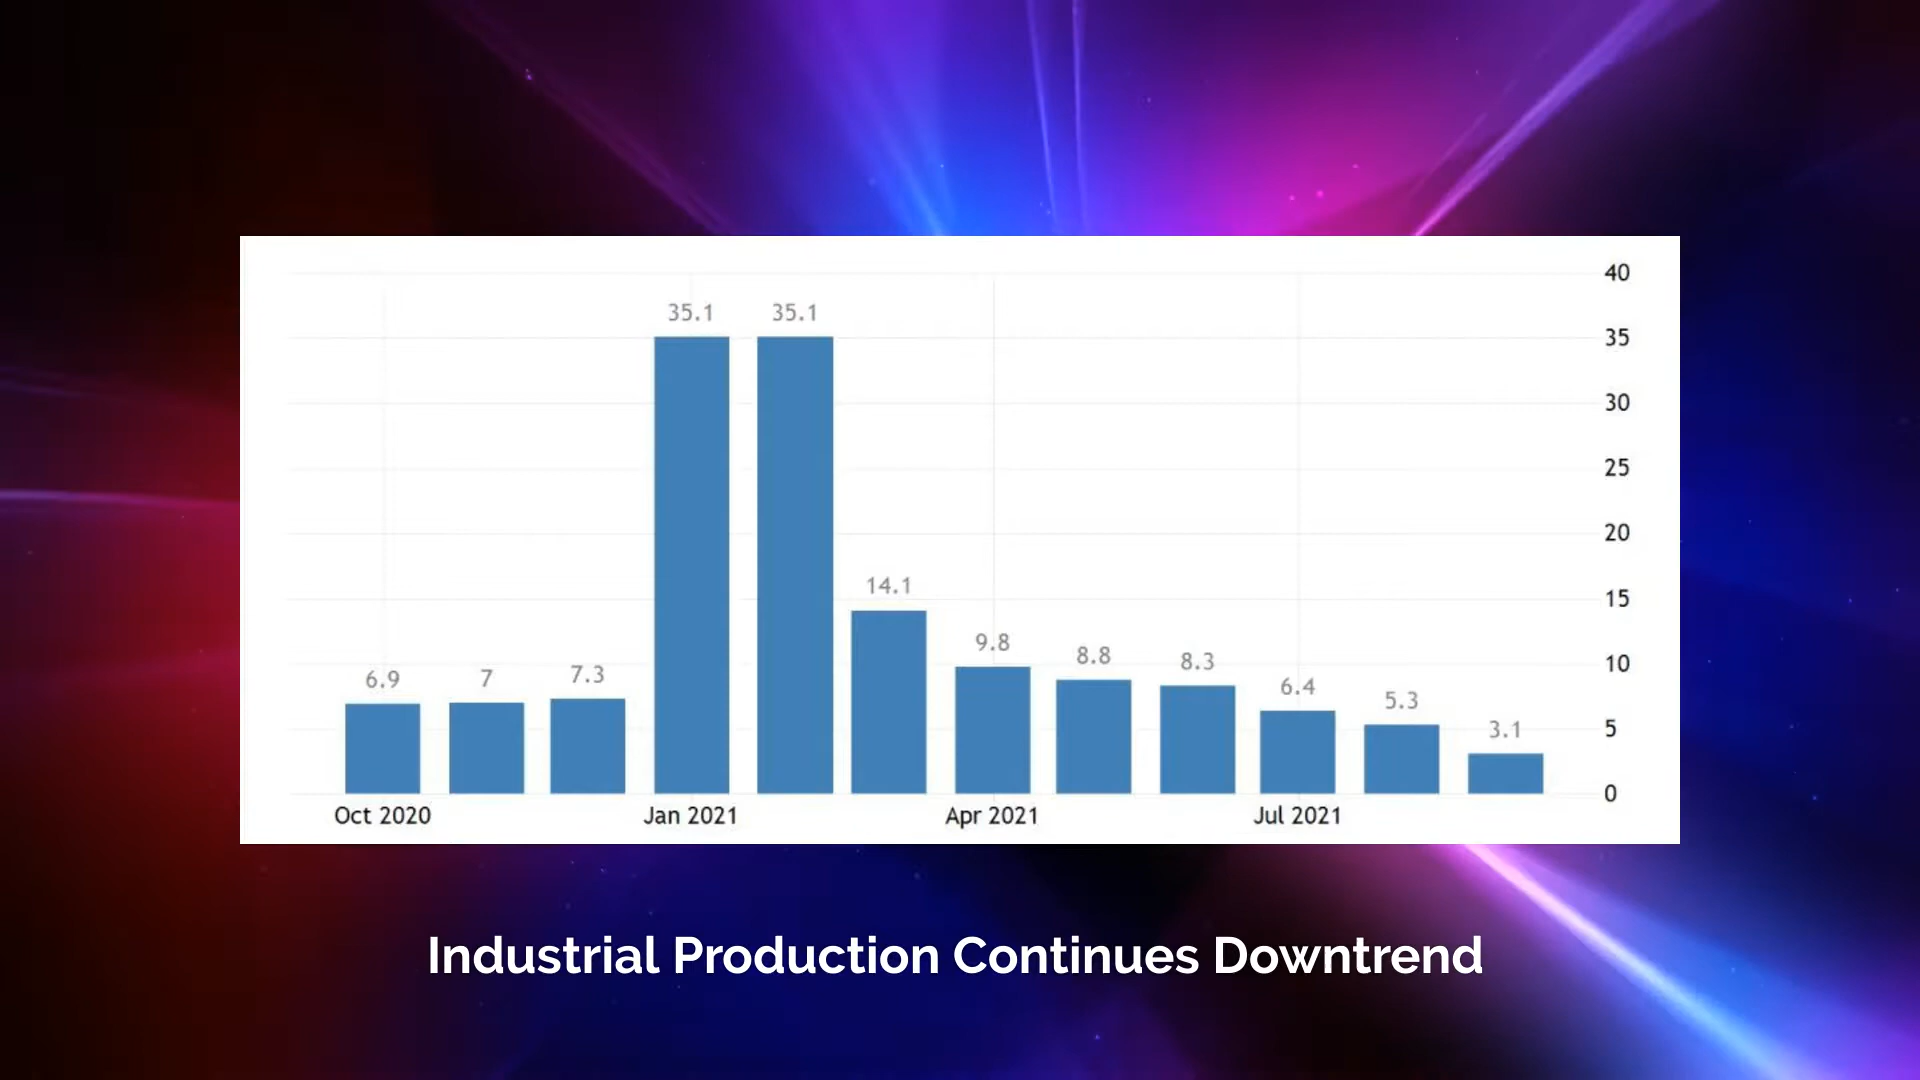 40
35.1 35.1
35
30
25
20
14.1
15
9.8 8.8 8.3
10
6.9 7 7.3 6.4 5.3 3.1
5
0
Oct 2020 Jan 2021 Apr 2021 Jul 2021
Industrial Production Continues Downtrend